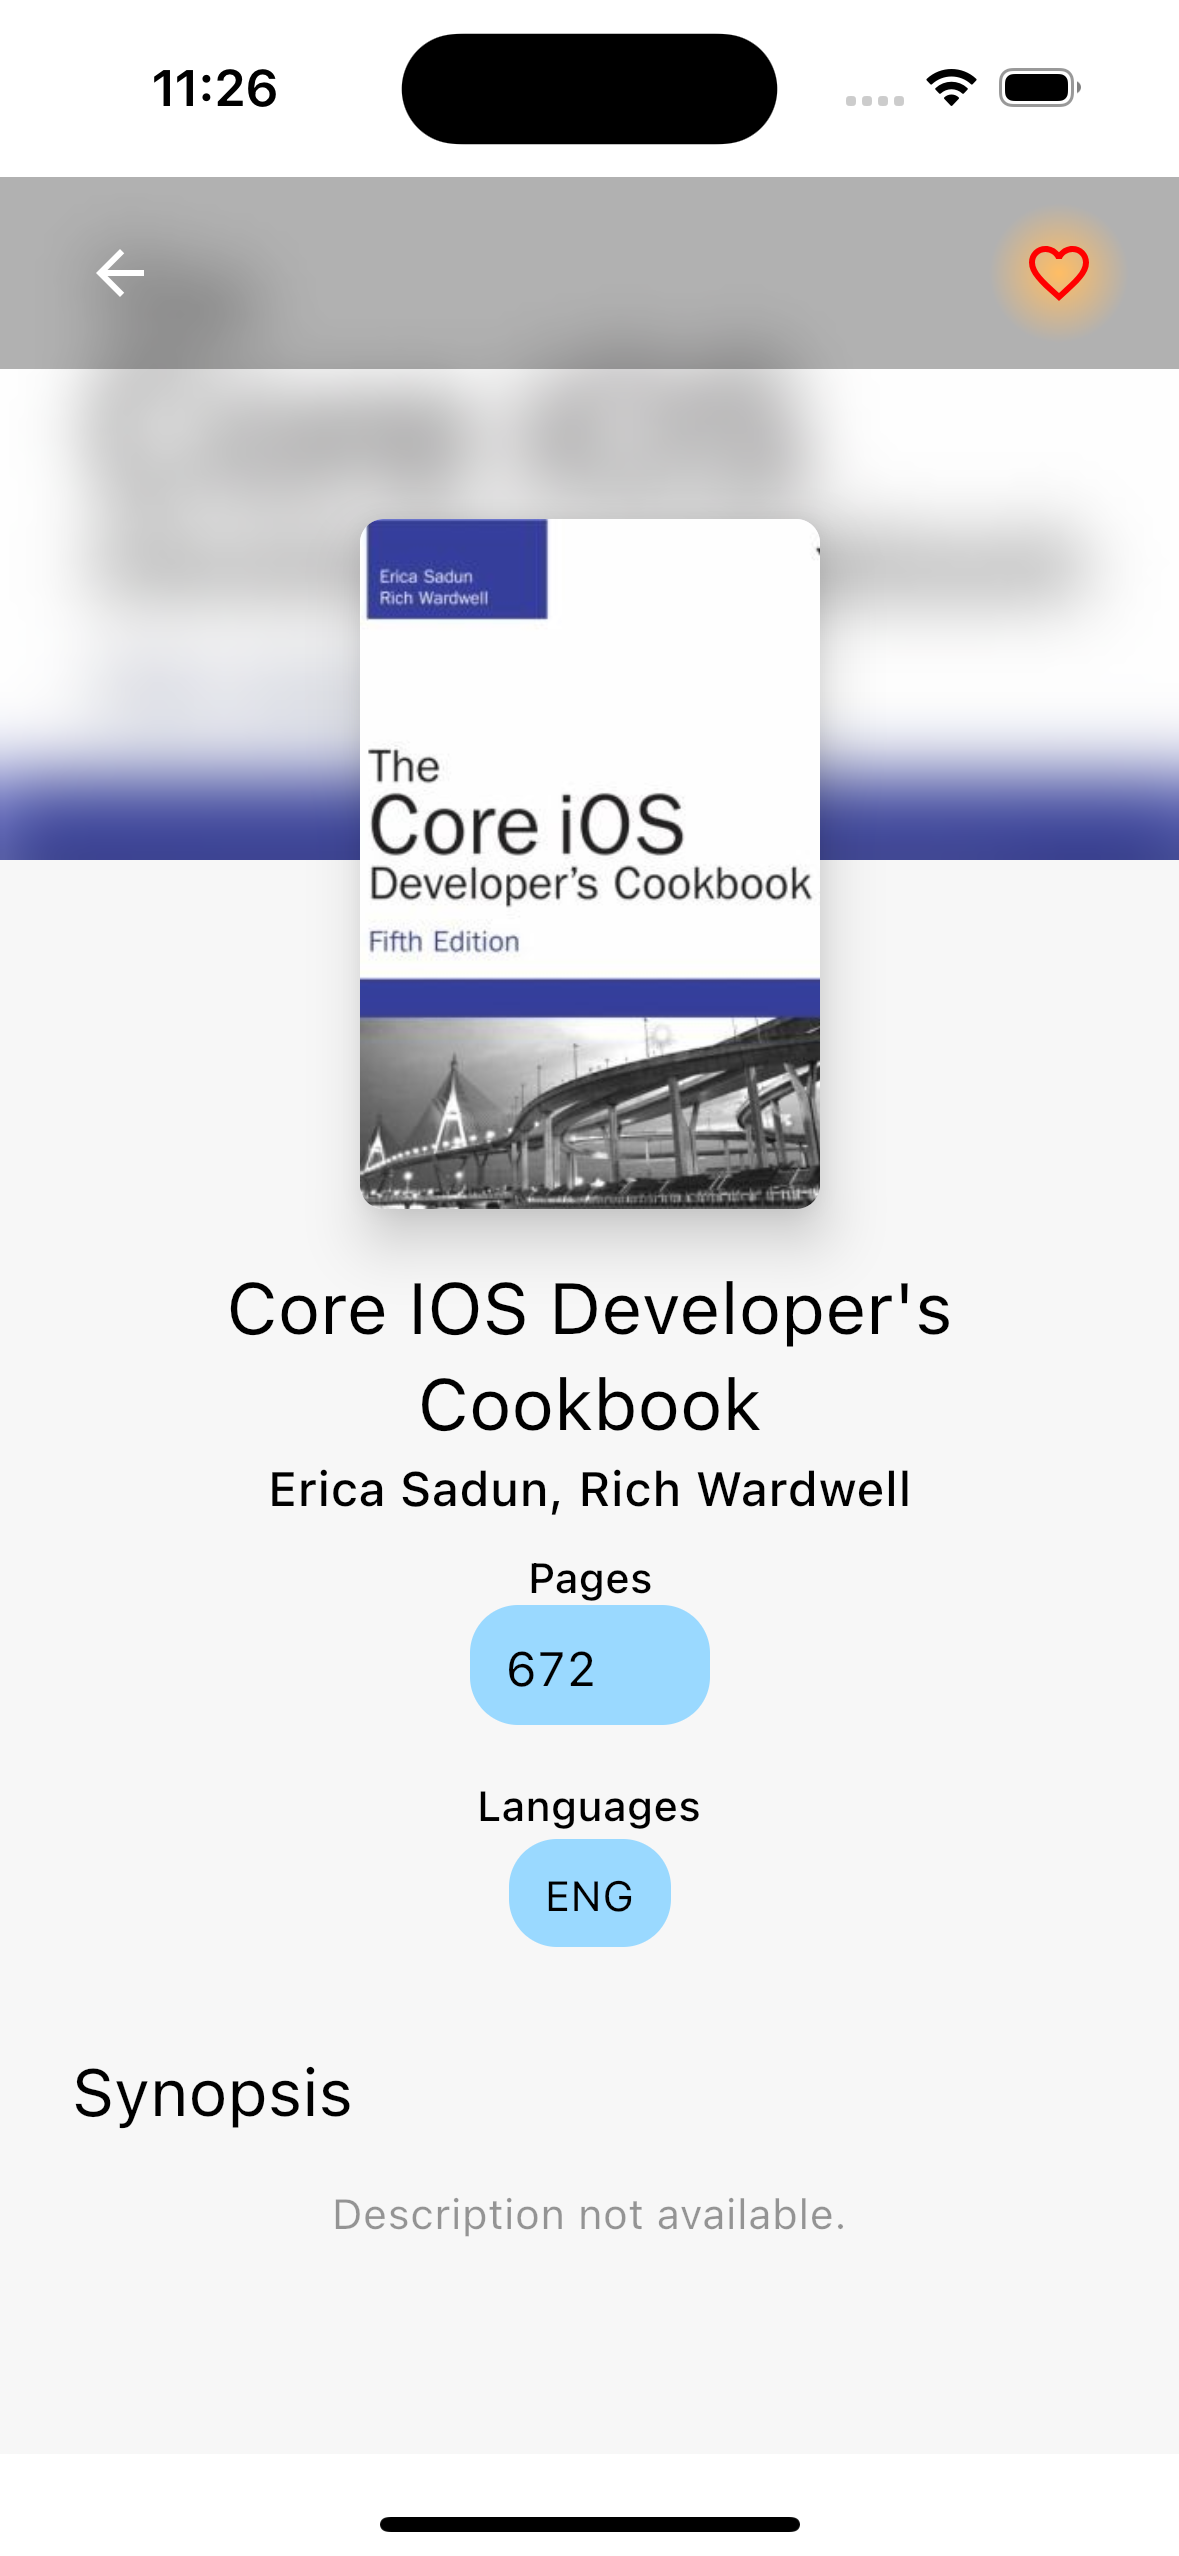 11:26
Erica Sadun
Rich Wardwell
The
Core iOS
Developer's Cookbook
Fifth Edition
Core IOS Developer's
Cookbook
Erica Sadun, Rich Wardwell
Pages
672
Languages
ENG
Synopsis
Description not available.